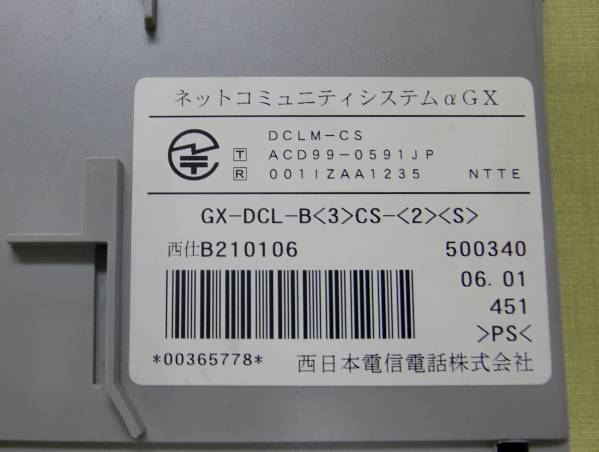 ネットコミュニティシステムαGX
DCLM-CS
T ACD99-0591JP
R 001IZAA1235 NTTE
GX-DCL-B<3>CS-<2><S>
西仕B210106 500340
06.01
451
>PS<
*00365778* 西日本電信電話株式会社